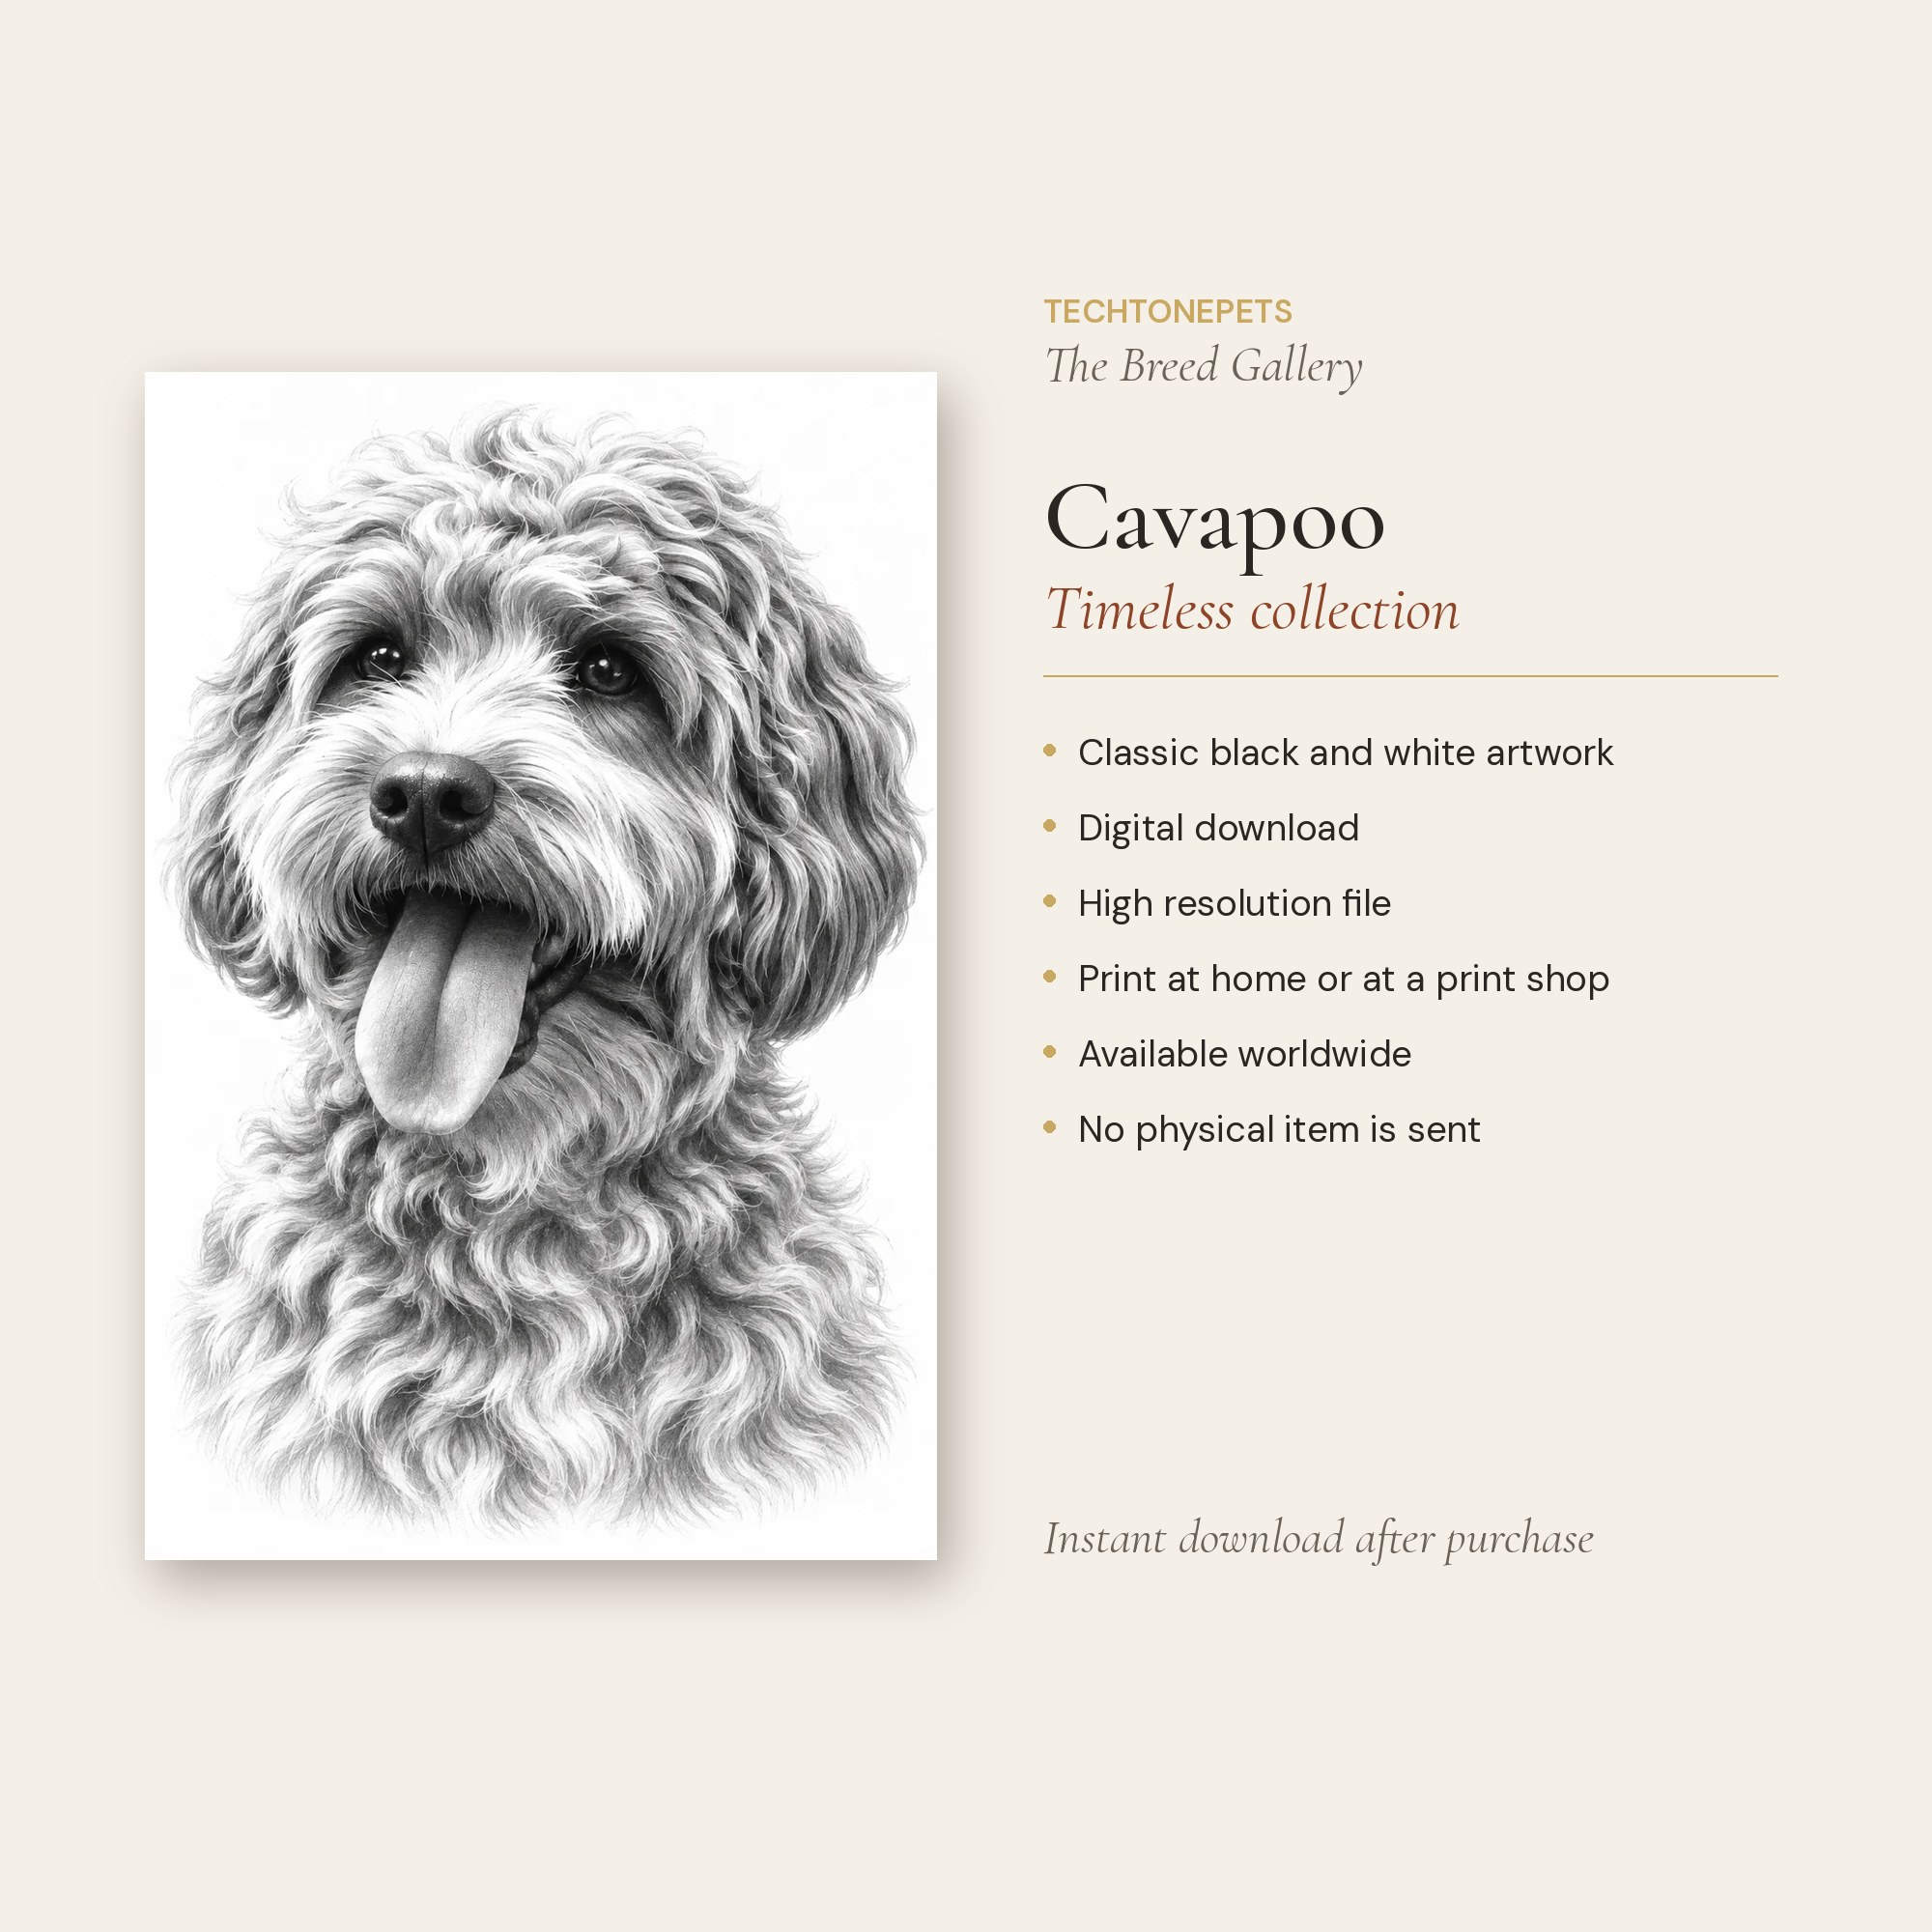 TECHTONEPETS
The Breed Gallery
Cavapoo
Timeless collection
Classic black and white artwork
Digital download
High resolution file
Print at home or at a print shop
Available worldwide
No physical item is sent
Instant download after purchase